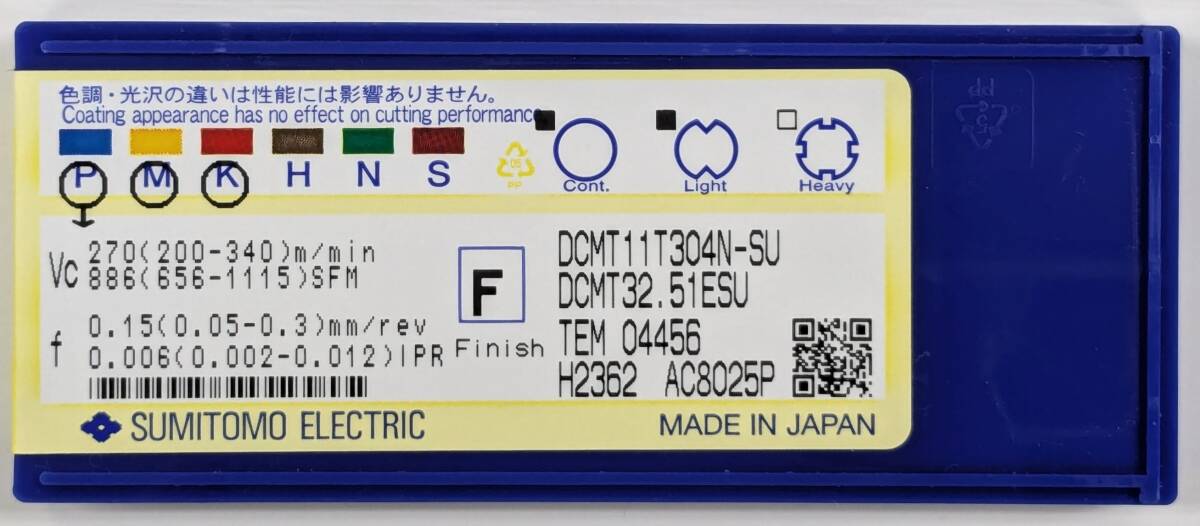 色調・光沢の違いは性能には影響ありません。
Coating appearance has no effect on cutting performance.
P M K H N S
05
PP
Cont. Light Heavy
Vc 270(200-340)m/min
886(656-1115)SFM
f 0.15(0.05-0.3)mm/rev
0.006(0.002-0.012)IPR
F
Finish
DCMT11T304N-SU
DCMT32.51ESU
TEM 04456
H2362 AC8025P
SUMITOMO ELECTRIC
MADE IN JAPAN
5
PP